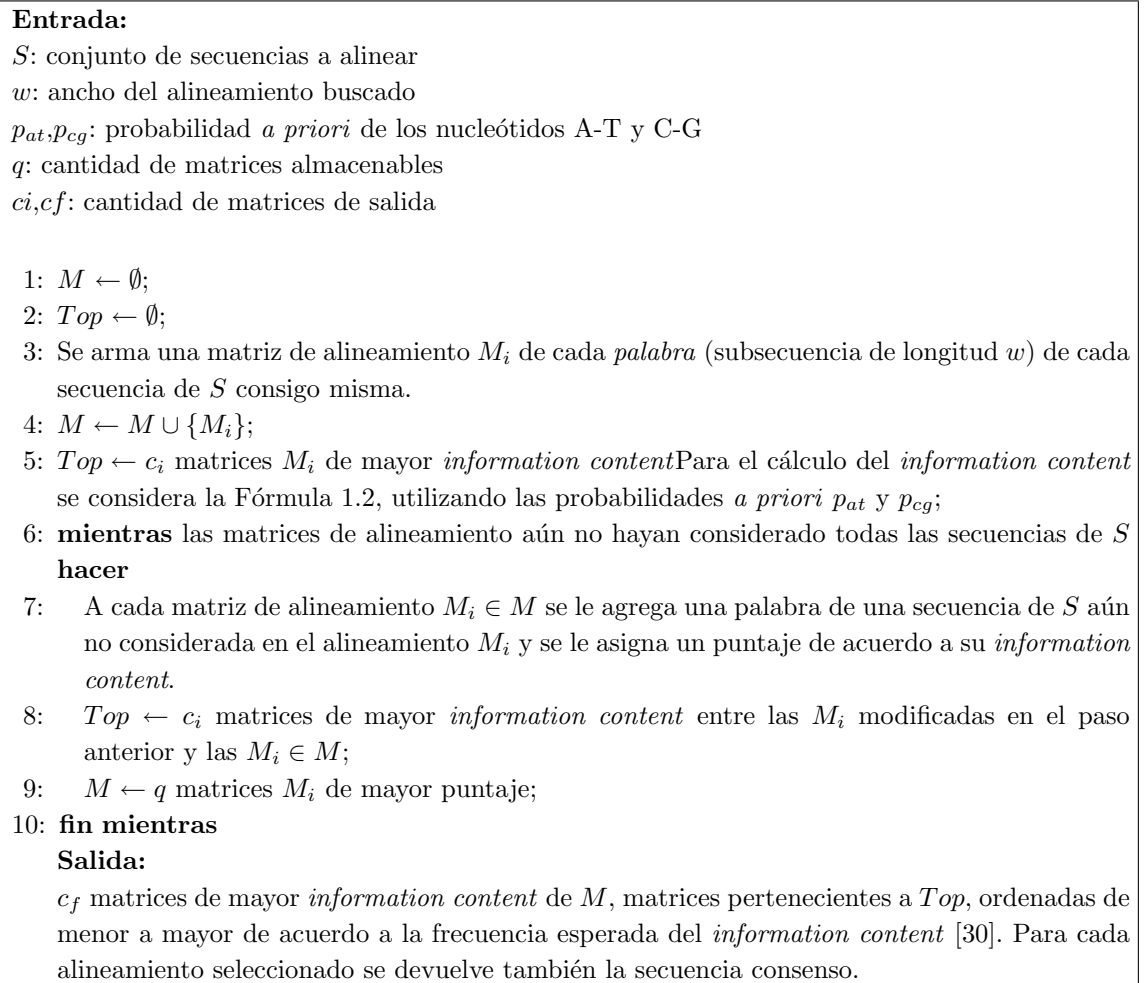 Entrada:
S: conjunto de secuencias a alinear
w: ancho del alineamiento buscado
p_{at},p_{cg}: probabilidad a priori de los nucleótidos A-T y C-G
q: cantidad de matrices almacenables
ci,cf: cantidad de matrices de salida
1: M ← ∅;
2: Top ← ∅;
3: Se arma una matriz de alineamiento M_i de cada palabra (subsecuencia de longitud w) de cada
secuencia de S consigo misma.
4: M ← M ∪ {M_i};
5: Top ← c_i matrices M_i de mayor information contentPara el cálculo del information content
se considera la Fórmula 1.2, utilizando las probabilidades a priori p_{at} y p_{cg};
6: mientras las matrices de alineamiento aún no hayan considerado todas las secuencias de S
hacer
7: A cada matriz de alineamiento M_i ∈ M se le agrega una palabra de una secuencia de S aún
no considerada en el alineamiento M_i y se le asigna un puntaje de acuerdo a su information
content.
8: Top ← c_i matrices de mayor information content entre las M_i modificadas en el paso
anterior y las M_i ∈ M;
9: M ← q matrices M_i de mayor puntaje;
10: fin mientras
Salida:
c_f matrices de mayor information content de M, matrices pertenecientes a Top, ordenadas de
menor a mayor de acuerdo a la frecuencia esperada del information content [30]. Para cada
alineamiento seleccionado se devuelve también la secuencia consenso.